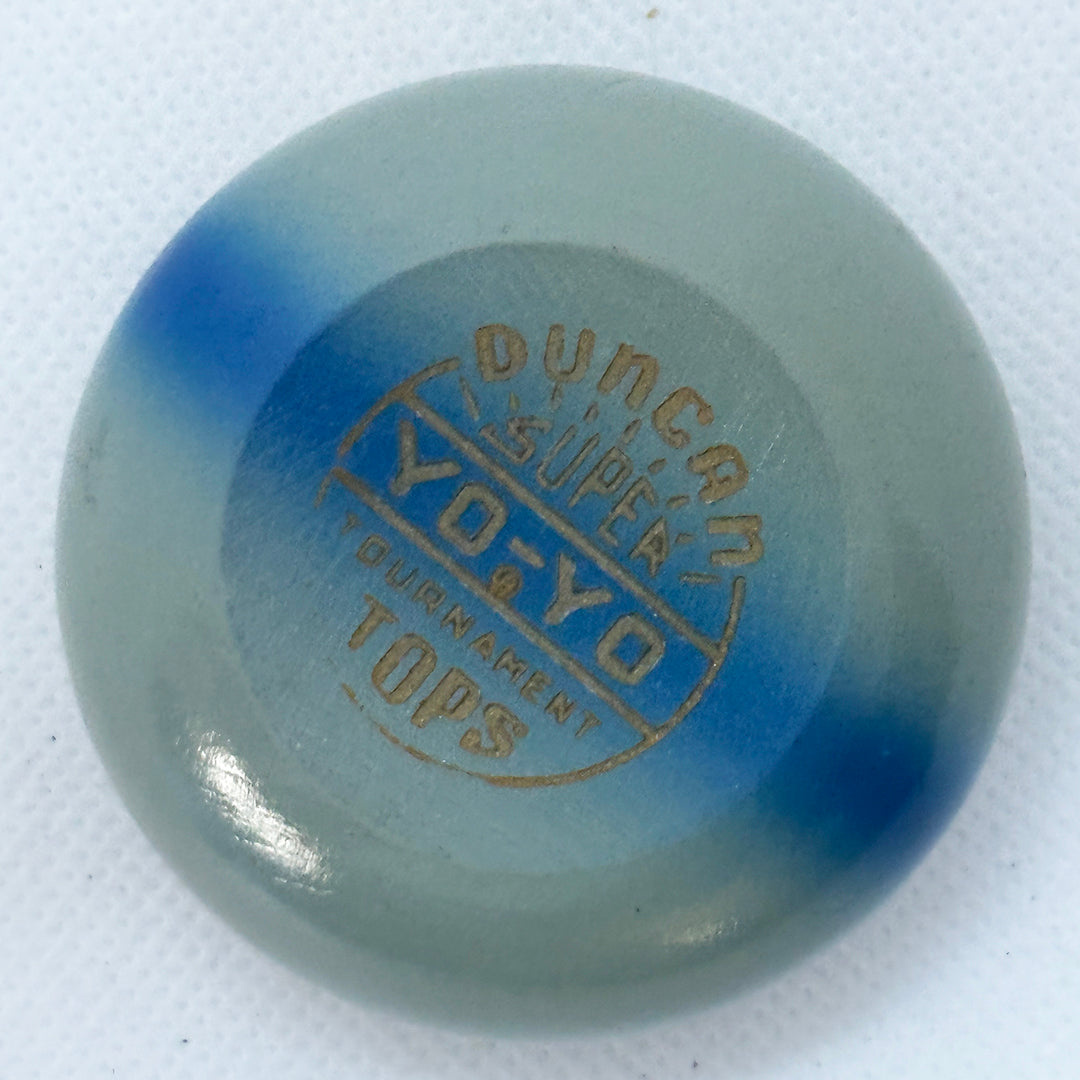 DUncAn
SUPER
YO-YO
®
TOURNAMENT
TOPS